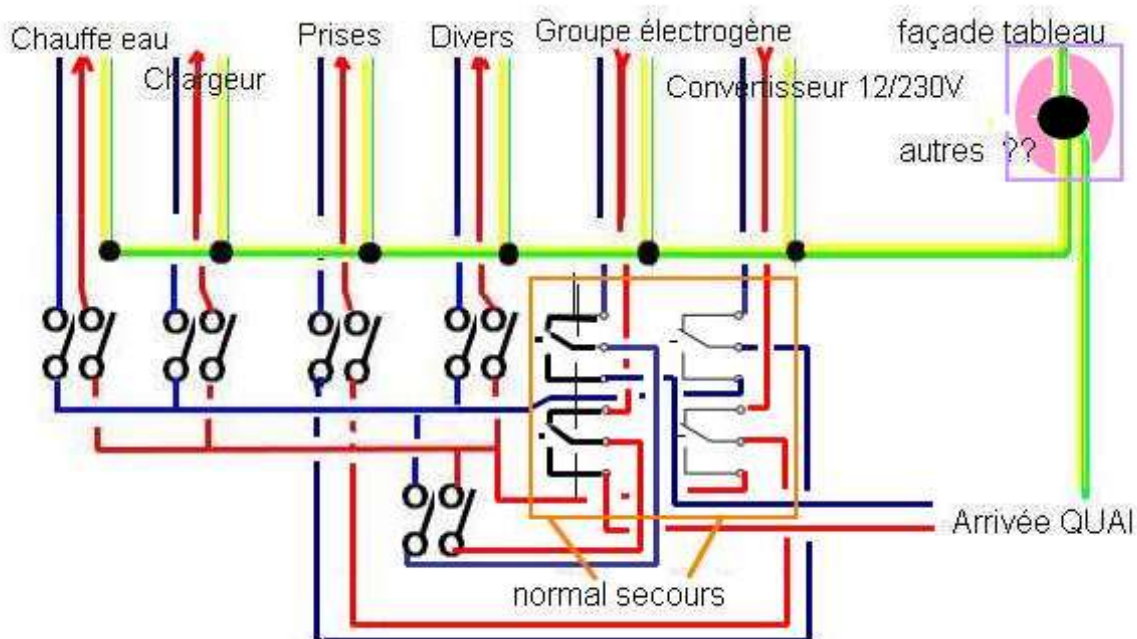 Chauffe eau
Prises
Divers
Groupe électrogène
façade tableau
Chargeur
Convertisseur 12/230V
autres ??
Arrivée QUAI
normal secours